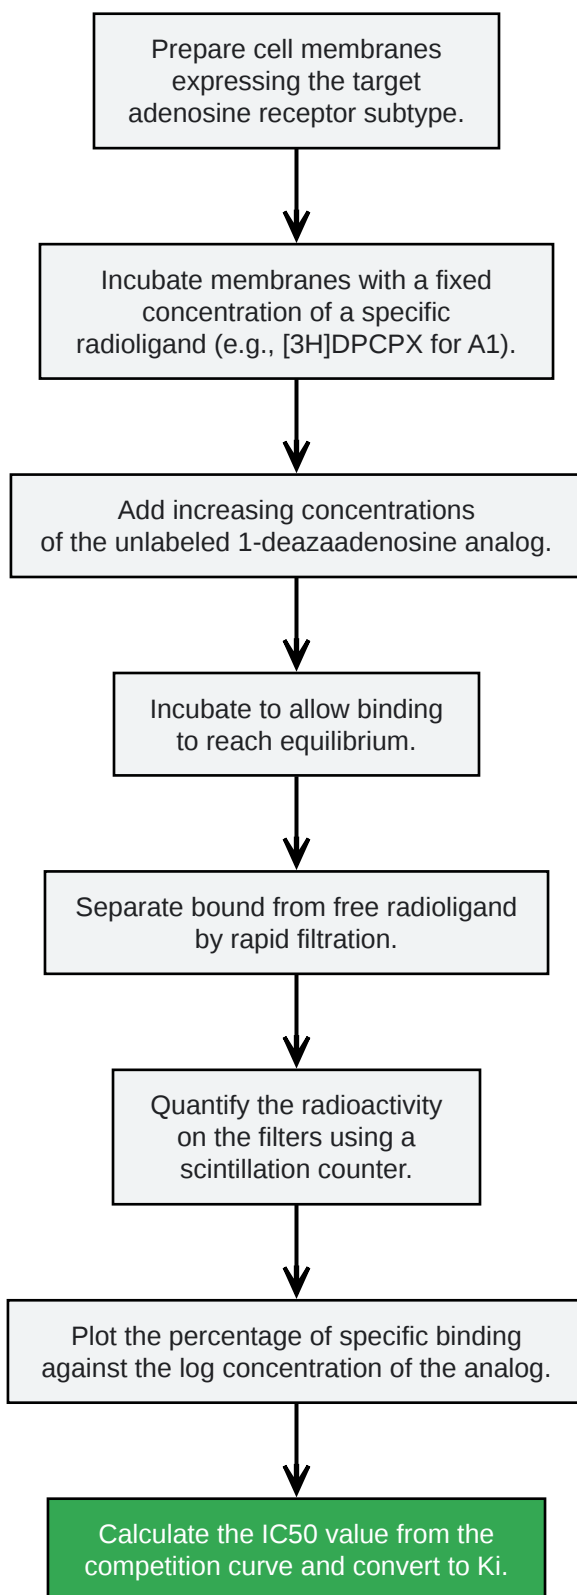 Prepare cell membranes
expressing the target
adenosine receptor subtype.
Incubate membranes with a fixed
concentration of a specific
radioligand (e.g., [3H]DPCPX for A1).
Add increasing concentrations
of the unlabeled 1-deazaadenosine analog.
Incubate to allow binding
to reach equilibrium.
Separate bound from free radioligand
by rapid filtration.
Quantify the radioactivity
on the filters using a
scintillation counter.
Plot the percentage of specific binding
against the log concentration of the analog.
Calculate the IC50 value from the
competition curve and convert to Ki.